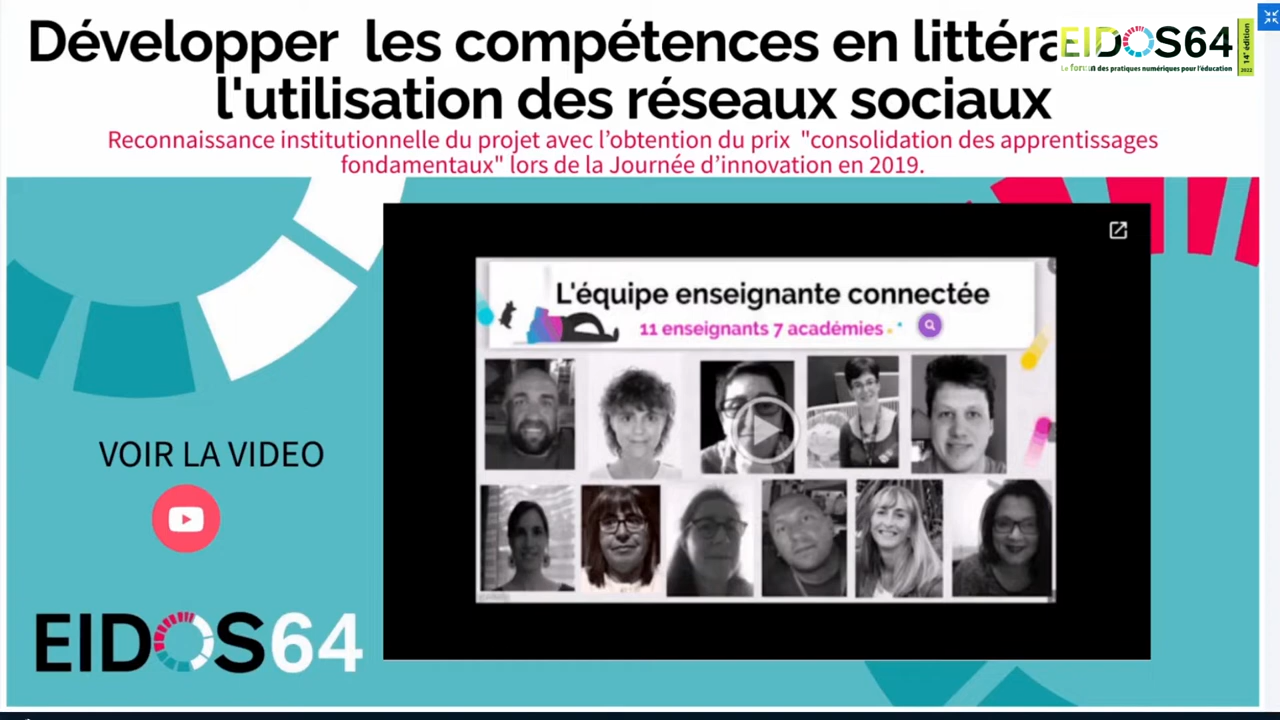 Développer les compétences en
l'utilisation des réseaux sociaux
EIDOS64
Le forum des pratiques numériques pour l'éducation
14e édition
2022
Reconnaissance institutionnelle du projet avec l'obtention du prix "consolidation des apprentissages
fondamentaux" lors de la Journée d'innovation en 2019.
L'équipe enseignante connectée
11 enseignants 7 académies
VOIR LA VIDEO
EIDOS64